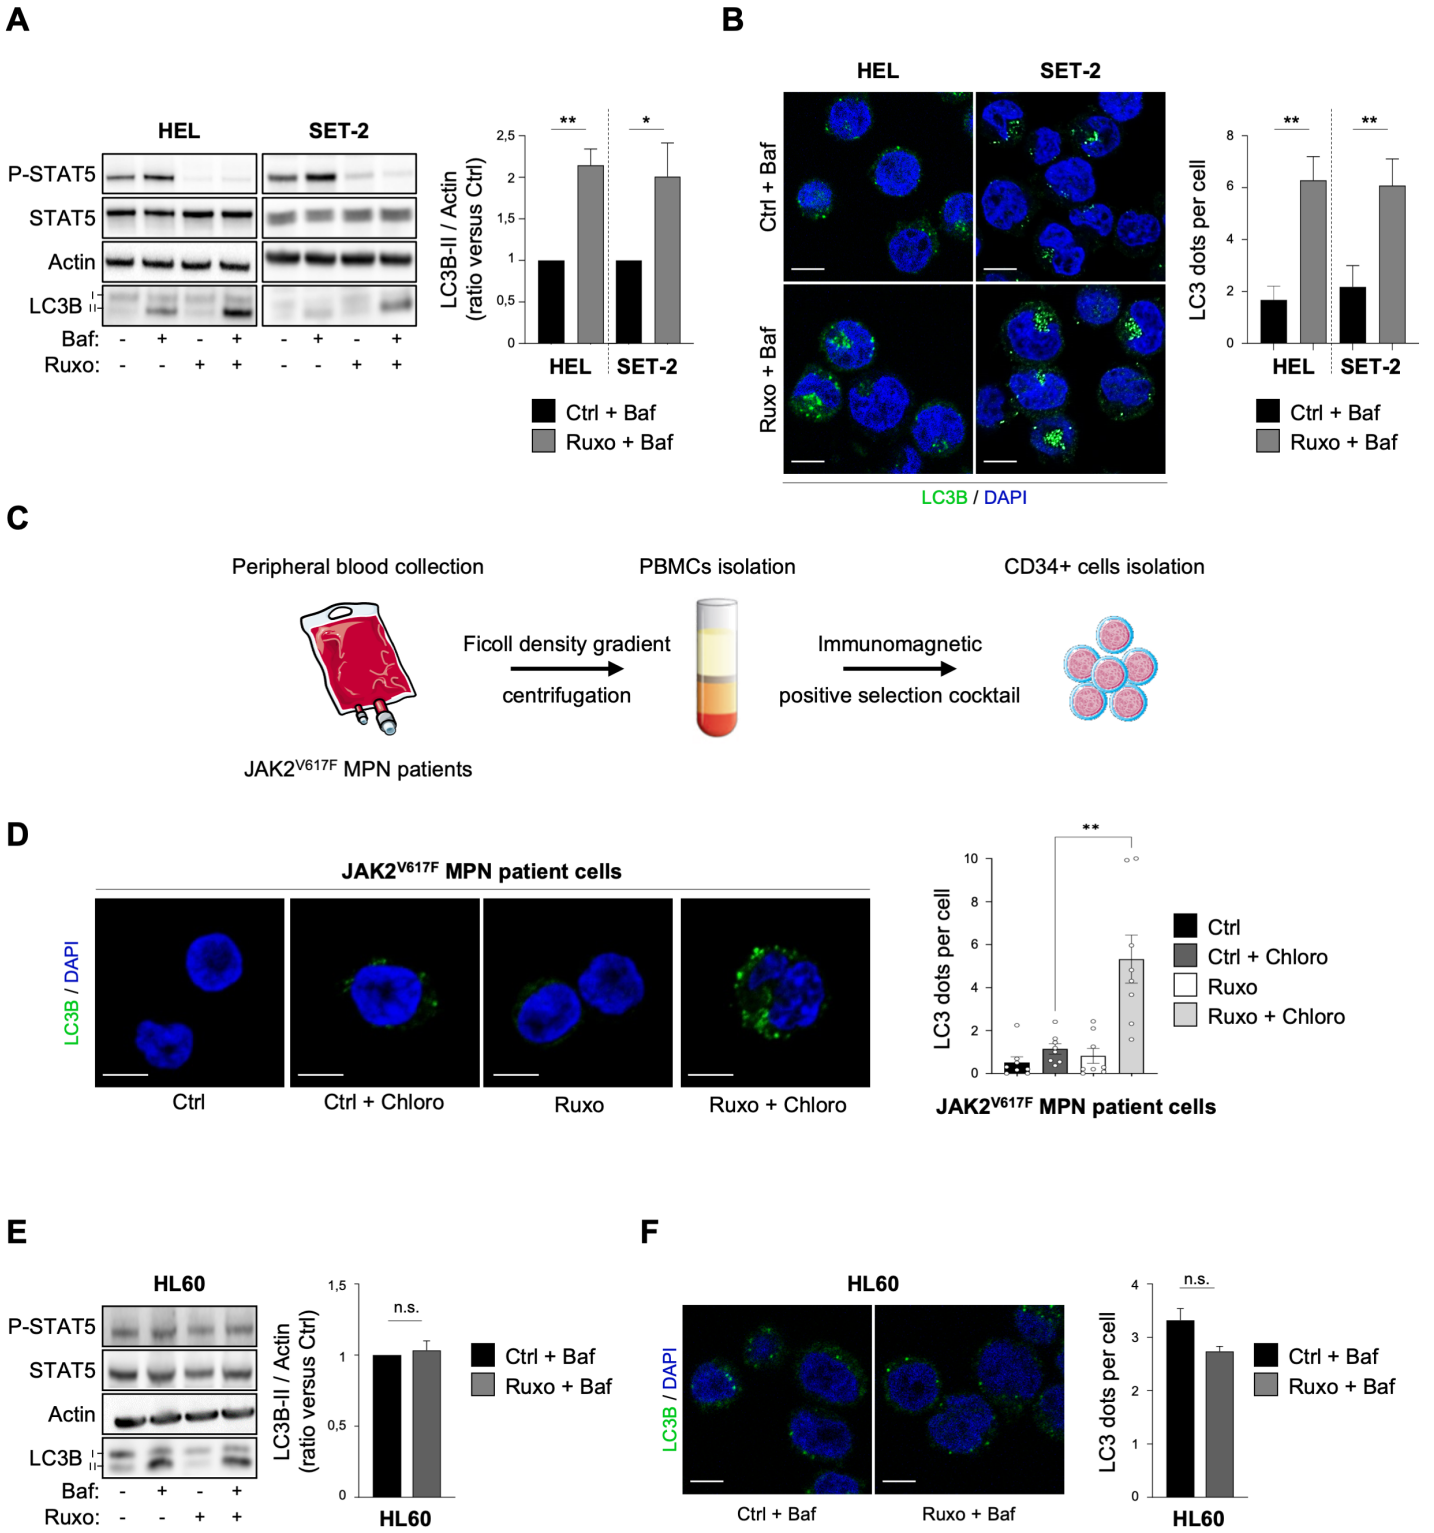 A
HEL
SET-2
P-STAT5
STAT5
Actin
LC3B
I
II
Baf: - + - + - + - +
Ruxo: - - + + - - + +
LC3B-II / Actin
(ratio versus Ctrl)
2,5
2
1,5
1
0,5
0
**
*
HEL
SET-2
Ctrl + Baf
Ruxo + Baf
B
HEL
SET-2
Ctrl + Baf
Ruxo + Baf
LC3B / DAPI
LC3 dots per cell
8
6
4
2
0
**
**
HEL
SET-2
Ctrl + Baf
Ruxo + Baf
C
Peripheral blood collection
PBMCs isolation
CD34+ cells isolation
Ficoll density gradient
centrifugation
Immunomagnetic
positive selection cocktail
JAK2V617F MPN patients
D
JAK2V617F MPN patient cells
LC3B / DAPI
Ctrl
Ctrl + Chloro
Ruxo
Ruxo + Chloro
LC3 dots per cell
10
8
6
4
2
0
**
Ctrl
Ctrl + Chloro
Ruxo
Ruxo + Chloro
JAK2V617F MPN patient cells
E
HL60
P-STAT5
STAT5
Actin
LC3B
I
II
Baf: - + - +
Ruxo: - - + +
LC3B-II / Actin
(ratio versus Ctrl)
1,5
1
0,5
0
n.s.
HL60
Ctrl + Baf
Ruxo + Baf
F
HL60
LC3B / DAPI
Ctrl + Baf
Ruxo + Baf
LC3 dots per cell
4
3
2
1
0
n.s.
HL60
Ctrl + Baf
Ruxo + Baf